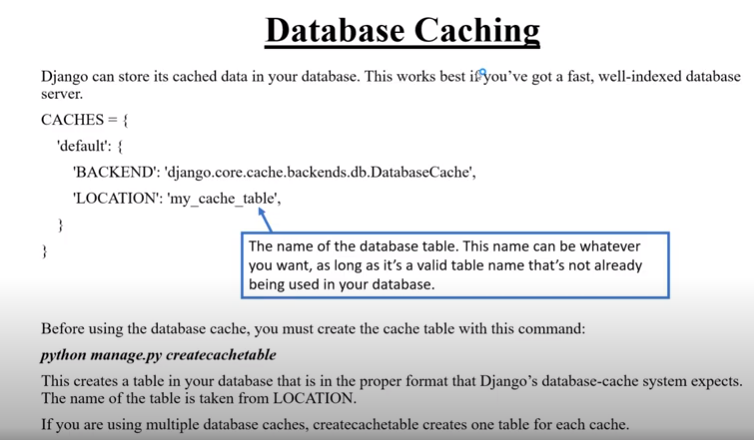 Database Caching
Django can store its cached data in your database. This works best if you've got a fast, well-indexed database
server.
CACHES = {
'default': {
'BACKEND': 'django.core.cache.backends.db.DatabaseCache',
'LOCATION': 'my_cache_table',
}
}
The name of the database table. This name can be whatever
you want, as long as it's a valid table name that's not already
being used in your database.
Before using the database cache, you must create the cache table with this command:
python manage.py createcachetable
This creates a table in your database that is in the proper format that Django's database-cache system expects.
The name of the table is taken from LOCATION.
If you are using multiple database caches, createcachetable creates one table for each cache.